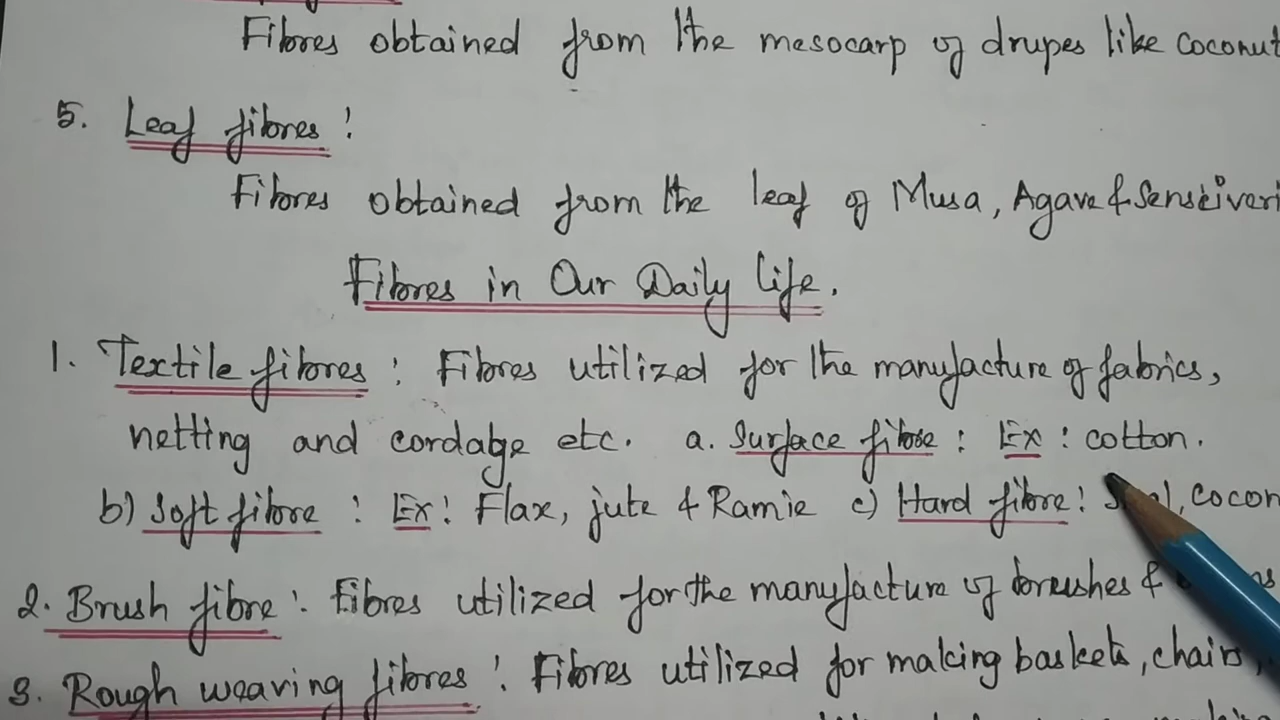 Fibres obtained from the mesocarp of drupes like coconut
5. Leaf fibres :
Fibres obtained from the leaf of Musa, Agave & Senseiveri
Fibres in Our Daily life.
1. Textile fibres : Fibres utilized for the manufacture of fabrics,
netting and cordage etc. a. Surface fibre : Ex : cotton.
b) Soft fibre : Ex : Flax, jute & Ramie c) Hard fibre : , cocon
2. Brush fibre : Fibres utilized for the manufacture of brushes &
3. Rough weaving fibres : Fibres utilized for making baskets, chairs,